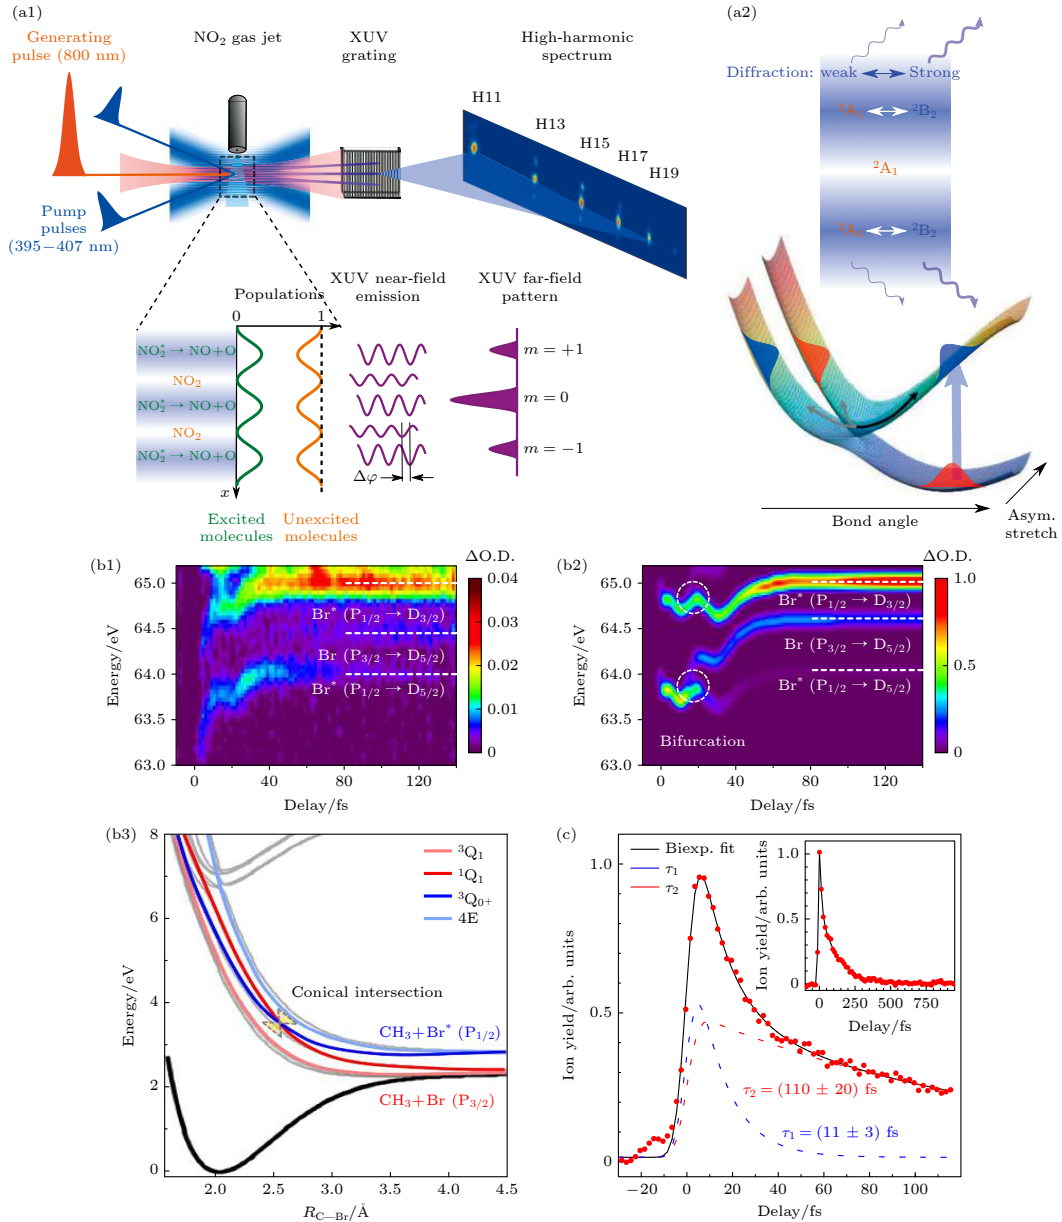 (a1)
Generating
pulse (800 nm)
NO₂ gas jet
XUV
grating
High-harmonic
spectrum
H11
H13
H15
H17
H19
Pump
pulses
(395−407 nm)
Populations
0
1
XUV near-field
emission
XUV far-field
pattern
NO₂* → NO+O
NO₂
NO₂* → NO+O
NO₂
NO₂* → NO+O
m = +1
m = 0
m = −1
Δφ
x
Excited
molecules
Unexcited
molecules
(a2)
Diffraction: weak
Strong
²A₁
²B₂
²A₁
²A₁
²B₂
Bond angle
Asym.
stretch
(b1)
ΔO.D.
65.0
64.5
64.0
63.5
63.0
Energy/eV
Br* (P₁/₂ → D₃/₂)
Br (P₃/₂ → D₅/₂)
Br* (P₁/₂ → D₅/₂)
0.04
0.03
0.02
0.01
0
0
40
80
120
Delay/fs
(b2)
ΔO.D.
65.0
64.5
64.0
63.5
63.0
Energy/eV
Br* (P₁/₂ → D₃/₂)
Br (P₃/₂ → D₅/₂)
Br* (P₁/₂ → D₅/₂)
Bifurcation
1.0
0.5
0
0
40
80
120
Delay/fs
(b3)
8
6
4
2
0
Energy/eV
³Q₁
¹Q₁
³Q₀₊
4E
Conical intersection
CH₃+Br* (P₁/₂)
CH₃+Br (P₃/₂)
2.0
2.5
3.0
3.5
4.0
4.5
R_C—Br/Å
(c)
Biexp. fit
τ₁
τ₂
1.0
0.5
0
Ion yield/arb. units
1.0
0.5
0
Ion yield/arb. units
0
250
500
750
Delay/fs
τ₂ = (110 ± 20) fs
τ₁ = (11 ± 3) fs
−20
0
20
40
60
80
100
Delay/fs